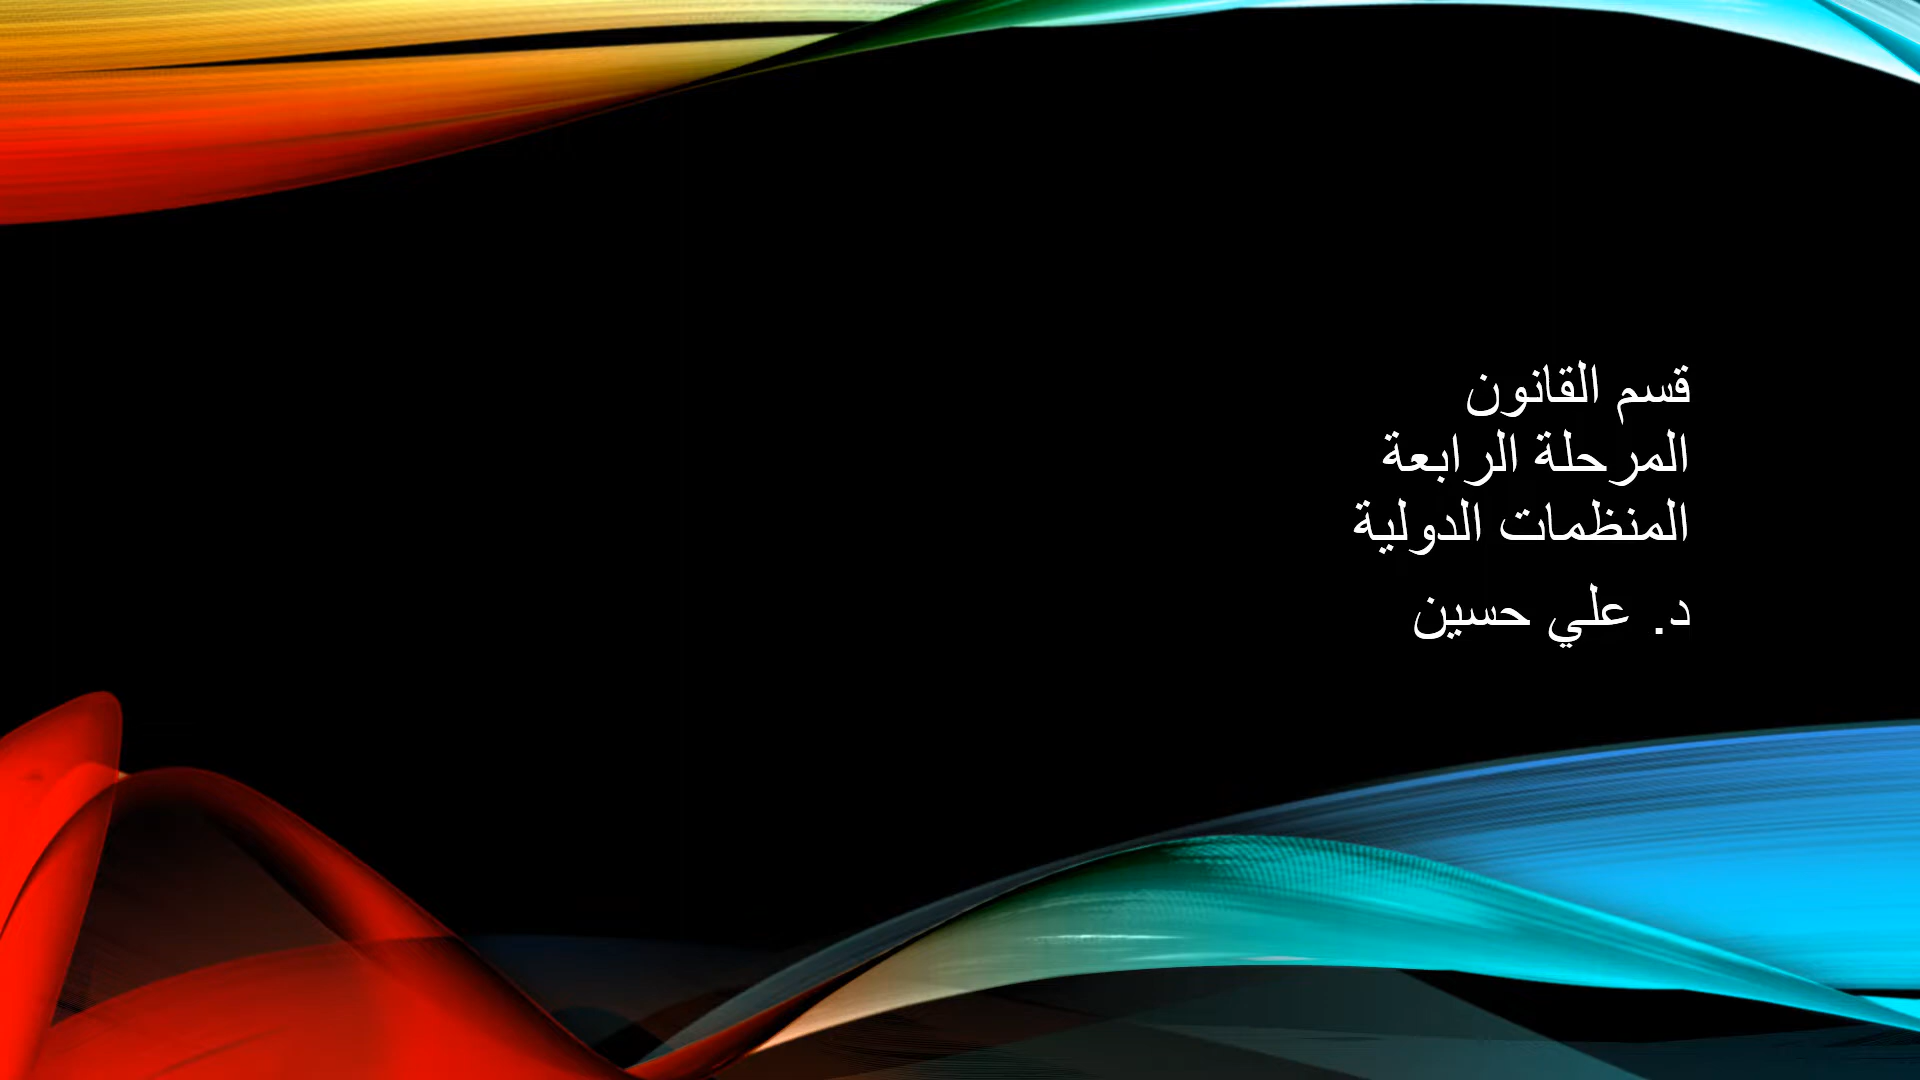 قسم القانون
المرحلة الرابعة
المنظمات الدولية
د. علي حسين